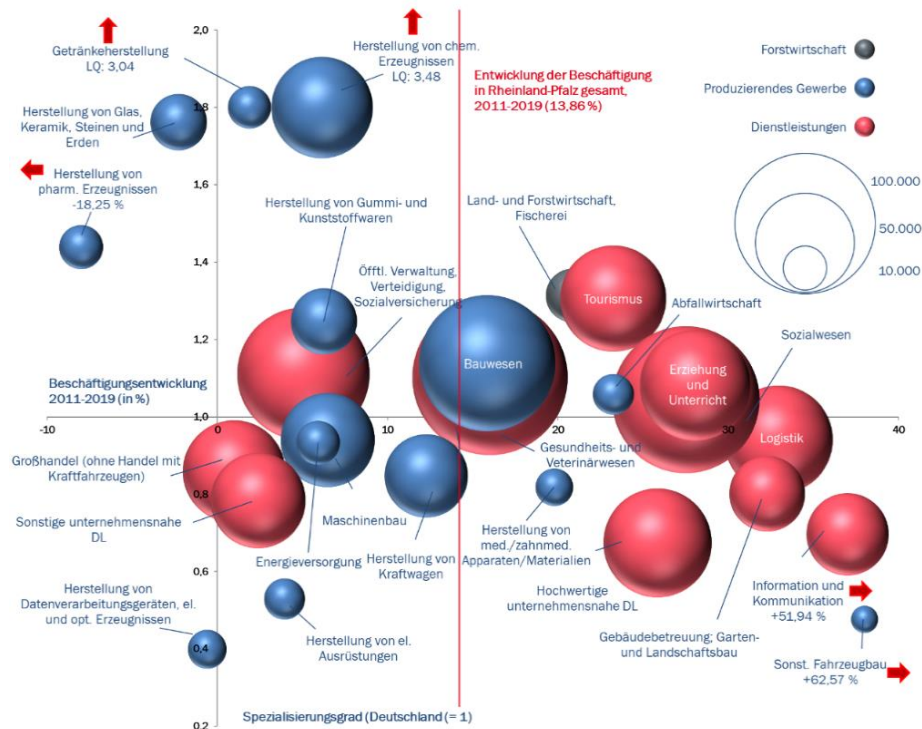 2,0
Getränkeherstellung
LQ: 3,04
Herstellung von chem.
Erzeugnissen
LQ: 3,48
Entwicklung der Beschäftigung
in Rheinland-Pfalz gesamt,
2011-2019 (13,86 %)
Forstwirtschaft
Produzierendes Gewerbe
Dienstleistungen
1,8
Herstellung von Glas,
Keramik, Steinen und
Erden
Herstellung von
pharm. Erzeugnissen
-18,25 %
1,6
100.000
50.000
10.000
Herstellung von Gummi- und
Kunststoffwaren
Land- und Forstwirtschaft,
Fischerei
1,4
Öfftl. Verwaltung,
Verteidigung,
Sozialversicherung
Tourismus
Abfallwirtschaft
1,2
Sozialwesen
Bauwesen
Erziehung
und
Unterricht
Beschäftigungsentwicklung
2011-2019 (in %)
1,0
-10
0
10
20
30
40
Großhandel (ohne Handel mit
Kraftfahrzeugen)
Gesundheits- und
Veterinärwesen
Logistik
0,8
Sonstige unternehmensnahe
DL
Maschinenbau
Energieversorgung
Herstellung von
Kraftwagen
Herstellung von
med./zahnmed.
Apparaten/Materialien
0,6
Hochwertige
unternehmensnahe DL
Information und
Kommunikation
+51,94 %
Herstellung von
Datenverarbeitungsgeräten, el.
und opt. Erzeugnissen
Herstellung von el.
Ausrüstungen
Gebäudebetreuung; Garten-
und Landschaftsbau
0,4
Sonst. Fahrzeugbau
+62,57 %
Spezialisierungsgrad (Deutschland (= 1)
0,2